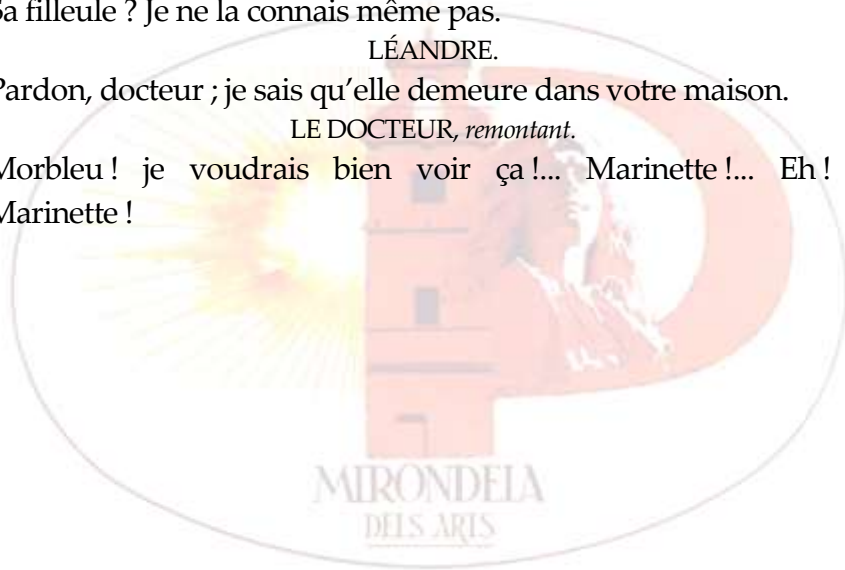 Sa filleule ? Je ne la connais même pas.
LÉANDRE.
Pardon, docteur ; je sais qu’elle demeure dans votre maison.
LE DOCTEUR, remontant.
Morbleu ! je voudrais bien voir ça !... Marinette !... Eh !
Marinette !
MIRONDELA
DELS ARTS